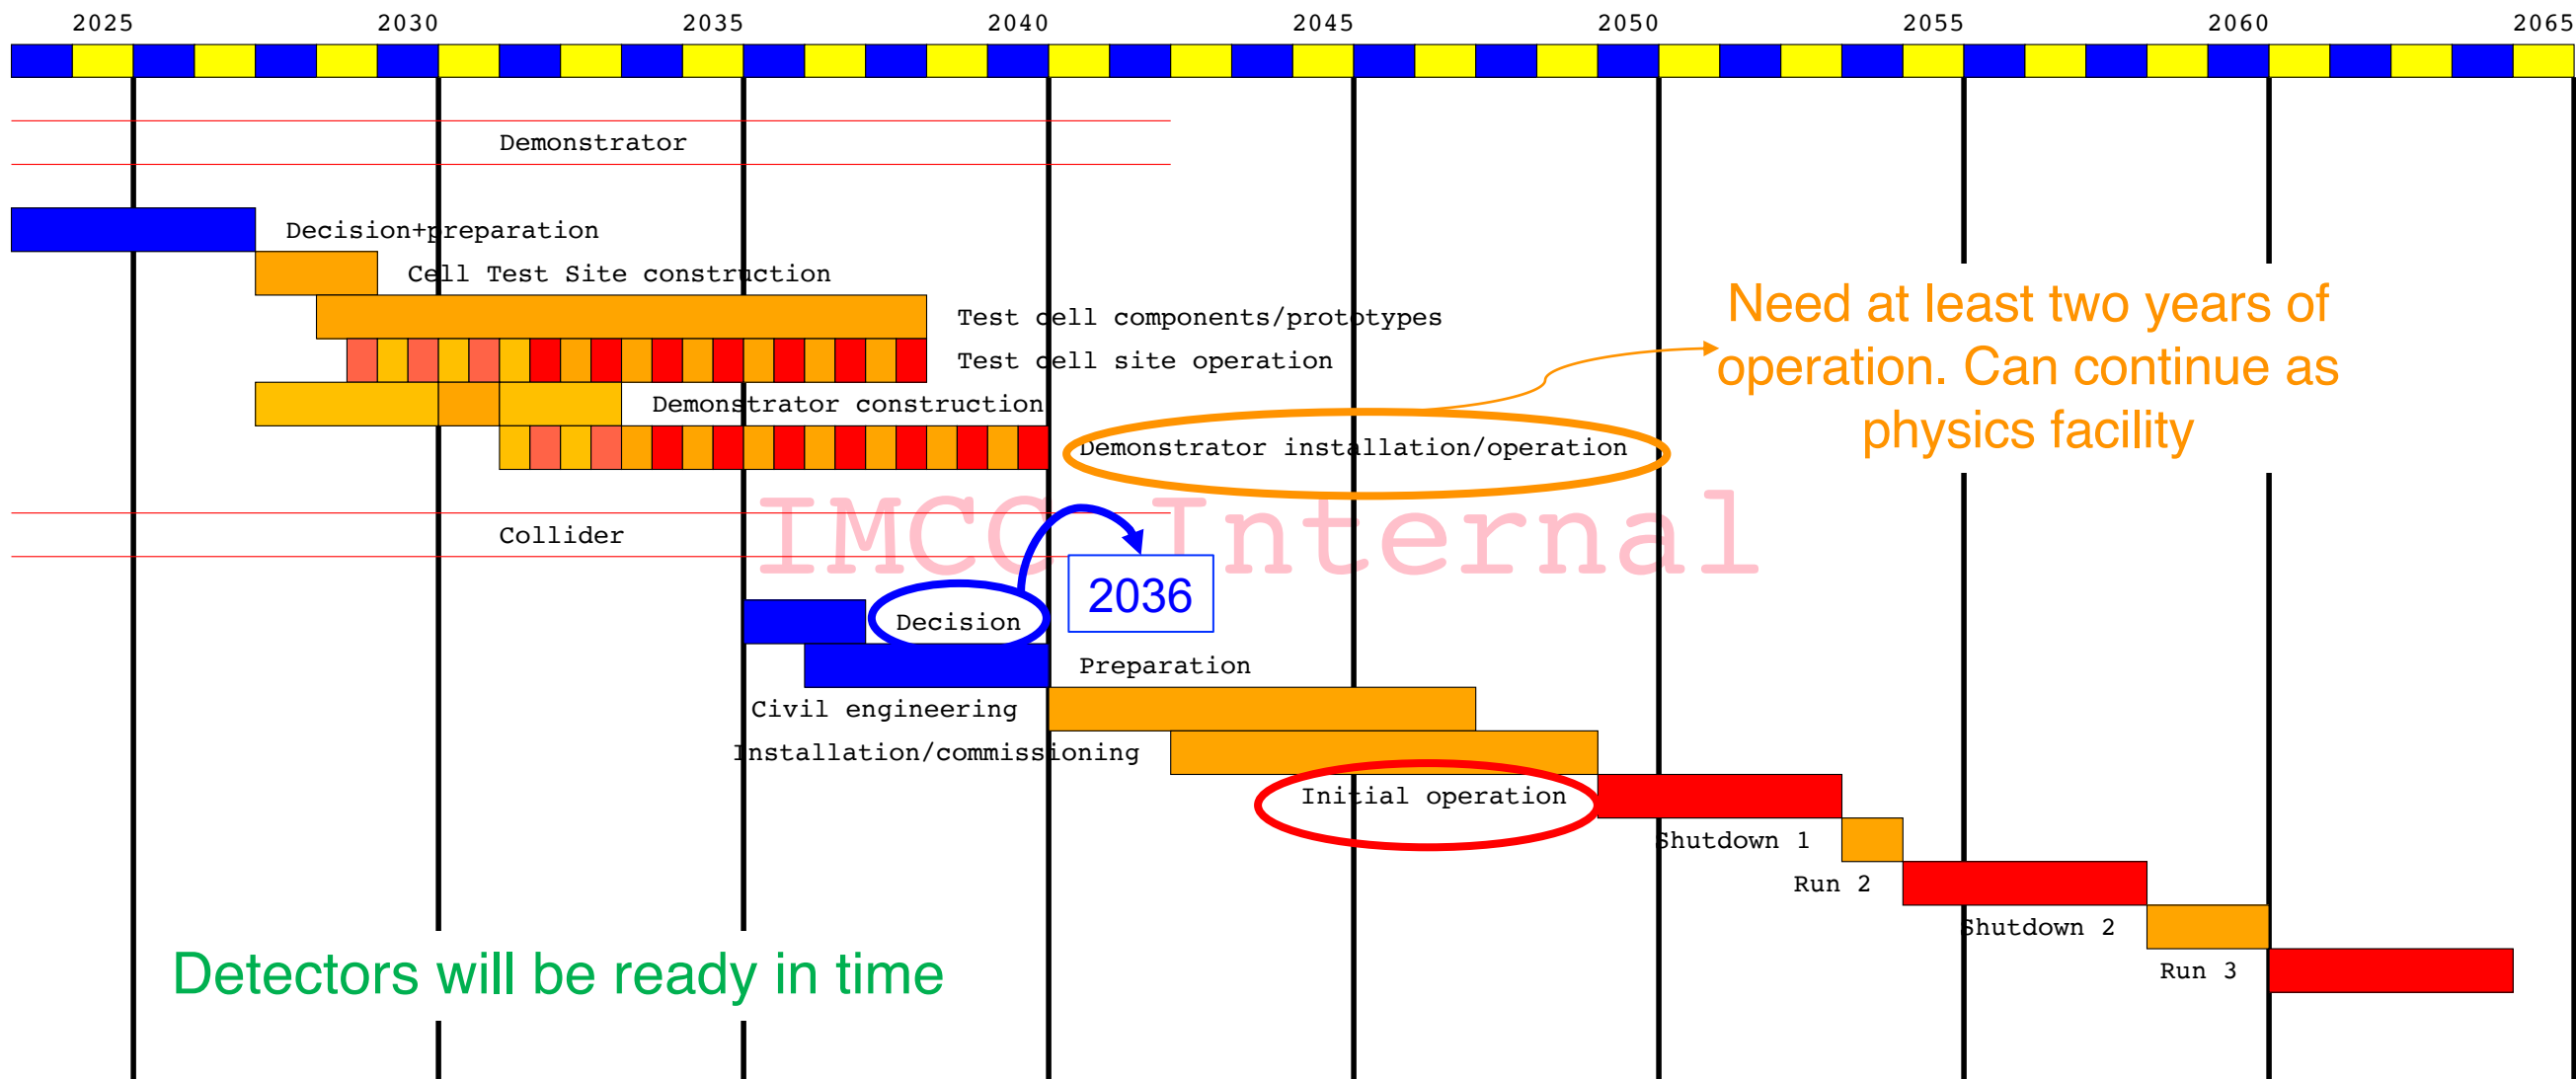 2025 2030 2035 2040 2045 2050 2055 2060 2065
Demonstrator
Decision+preparation
Cell Test Site construction
Test cell components/prototypes
Test cell site operation
Demonstrator construction
Demonstrator installation/operation
Need at least two years of
operation. Can continue as
physics facility
IMCC Internal
Collider
2036
Decision
Preparation
Civil engineering
Installation/commissioning
Initial operation
Shutdown 1
Run 2
Shutdown 2
Run 3
Detectors will be ready in time